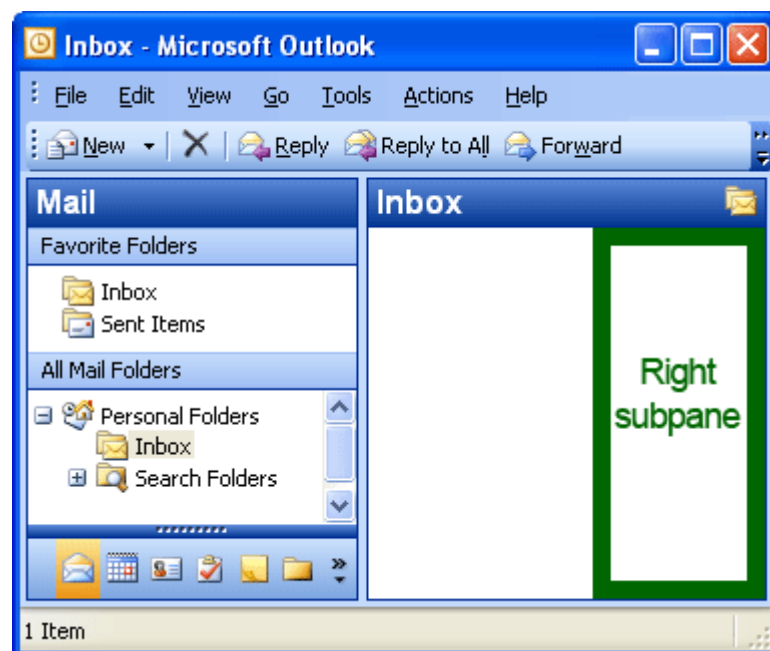 Inbox - Microsoft Outlook
File Edit View Go Tools Actions Help
New Reply Reply to All Forward
Mail
Inbox
Favorite Folders
Inbox
Sent Items
All Mail Folders
Personal Folders
Inbox
Search Folders
Right
subpane
1 Item